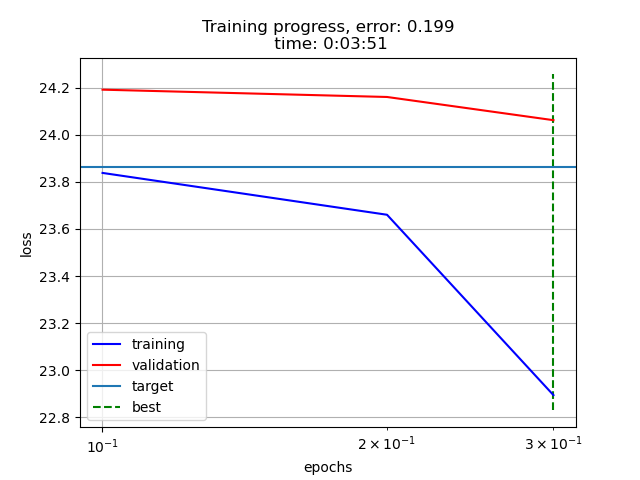 Training progress, error: 0.199
time: 0:03:51
24.2
24.0
23.8
23.6
23.4
23.2
23.0
22.8
loss
training
validation
target
best
10⁻¹
2 × 10⁻¹
3 × 10⁻¹
epochs